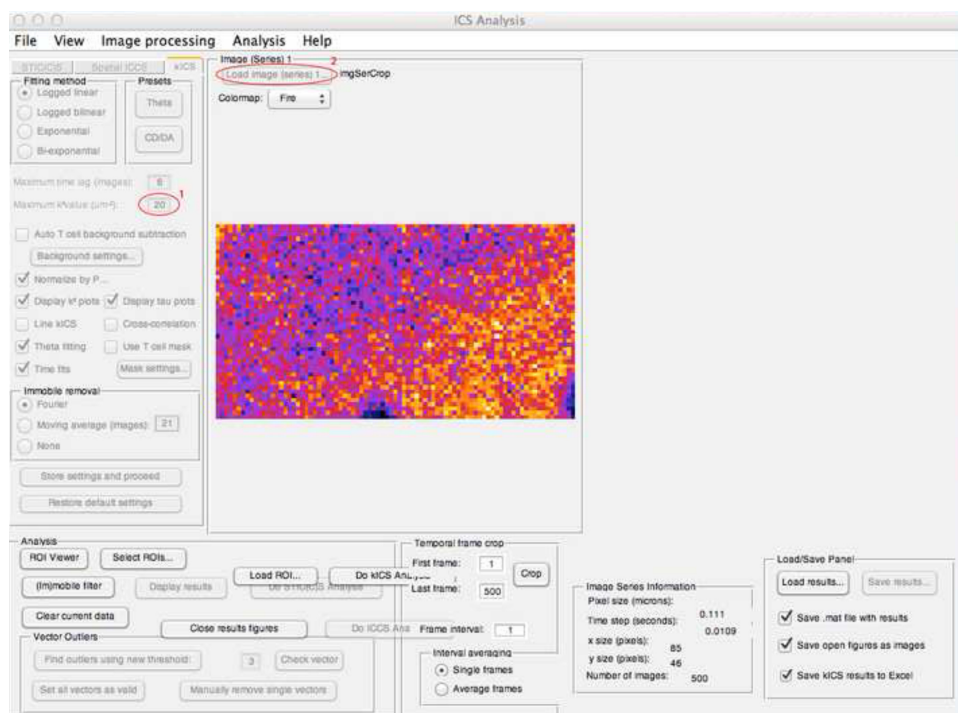 ICS Analysis
File View Image processing Analysis Help
STICS/CIS Spatial ICCS kICS
Fitting method
Logged linear
Logged bilinear
Exponential
Bi-exponential
Presets
Theta
CD/DA
Maximum time lag (images): 6
Maximum k²value (µm⁻²): 20 1
Auto T cell background subtraction
Background settings...
Normalize by P...
Display k² plots Display tau plots
Line kICS Cross-correlation
Theta fitting Use T cell mask
Time fits Mask settings...
Immobile removal
Fourier
Moving average (images): 21
None
Store settings and proceed
Restore default settings
Image (Series) 1 2
Load image (series) 1... imgSerCrop
Colormap: Fire
Analysis
ROI Viewer Select ROIs...
Load ROI... Do kICS Analysis
(Im)mobile filter Display results Do STICS/ICCS Analysis
Clear current data
Close results figures Do ICCS Ana
Vector Outliers
Find outliers using new threshold: 3 Check vector
Set all vectors as valid Manually remove single vectors
Temporal frame crop
First frame: 1
Last frame: 500
Crop
Frame interval: 1
Interval averaging
Single frames
Average frames
Image Series Information
Pixel size (microns): 0.111
Time step (seconds): 0.0109
x size (pixels): 85
y size (pixels): 46
Number of images: 500
Load/Save Panel
Load results... Save results...
Save .mat file with results
Save open figures as images
Save kICS results to Excel